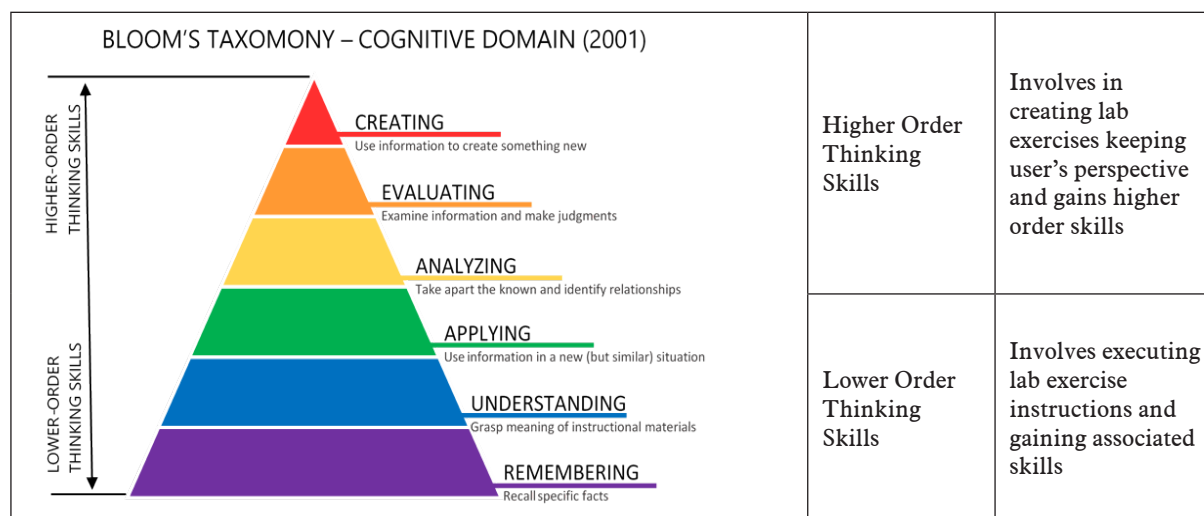 BLOOM'S TAXOMONY – COGNITIVE DOMAIN (2001)
HIGHER-ORDER
THINKING SKILLS
LOWER-ORDER
THINKING SKILLS
CREATING
Use information to create something new
EVALUATING
Examine information and make judgments
ANALYZING
Take apart the known and identify relationships
APPLYING
Use information in a new (but similar) situation
UNDERSTANDING
Grasp meaning of instructional materials
REMEMBERING
Recall specific facts
Higher Order
Thinking
Skills
Involves in
creating lab
exercises keeping
user's perspective
and gains higher
order skills
Lower Order
Thinking
Skills
Involves executing
lab exercise
instructions and
gaining associated
skills